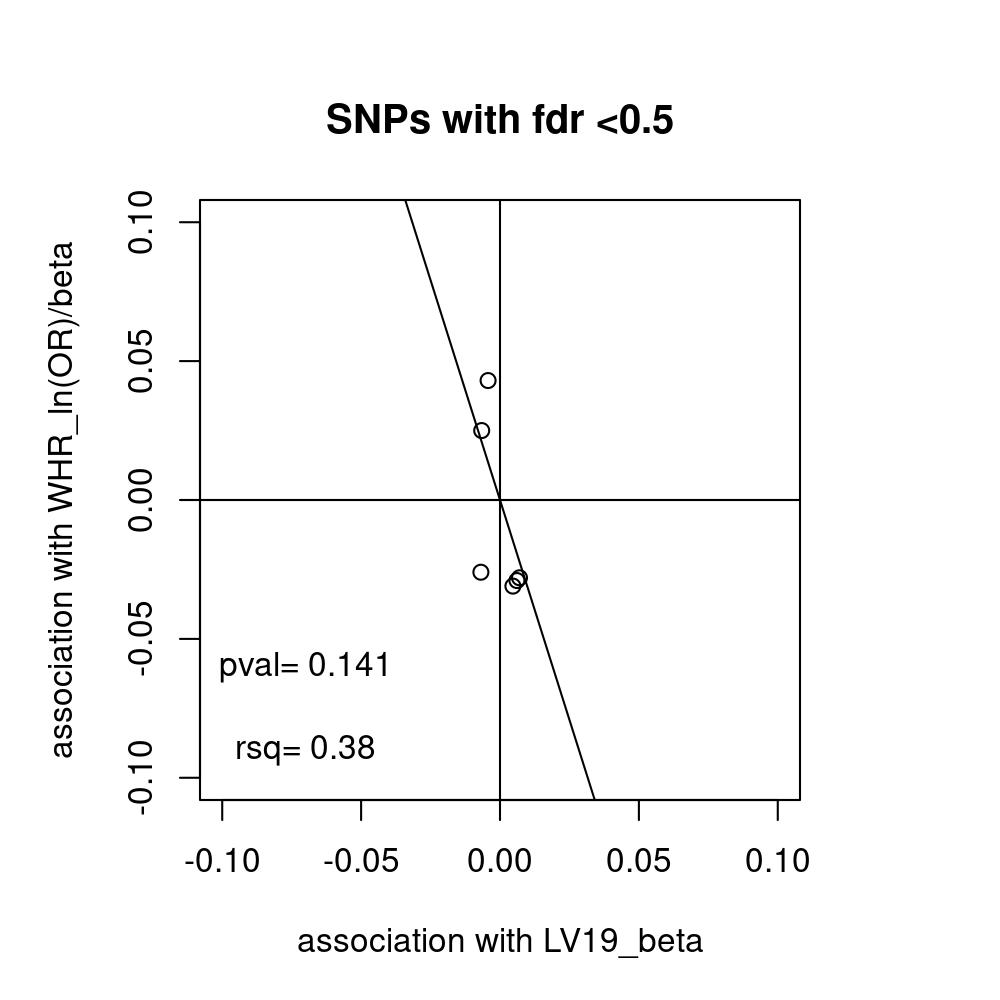 SNPs with fdr <0.5
association with WHR_ln(OR)/beta
0.10
0.05
0.00
-0.05
-0.10
pval= 0.141
rsq= 0.38
-0.10 -0.05 0.00 0.05 0.10
association with LV19_beta